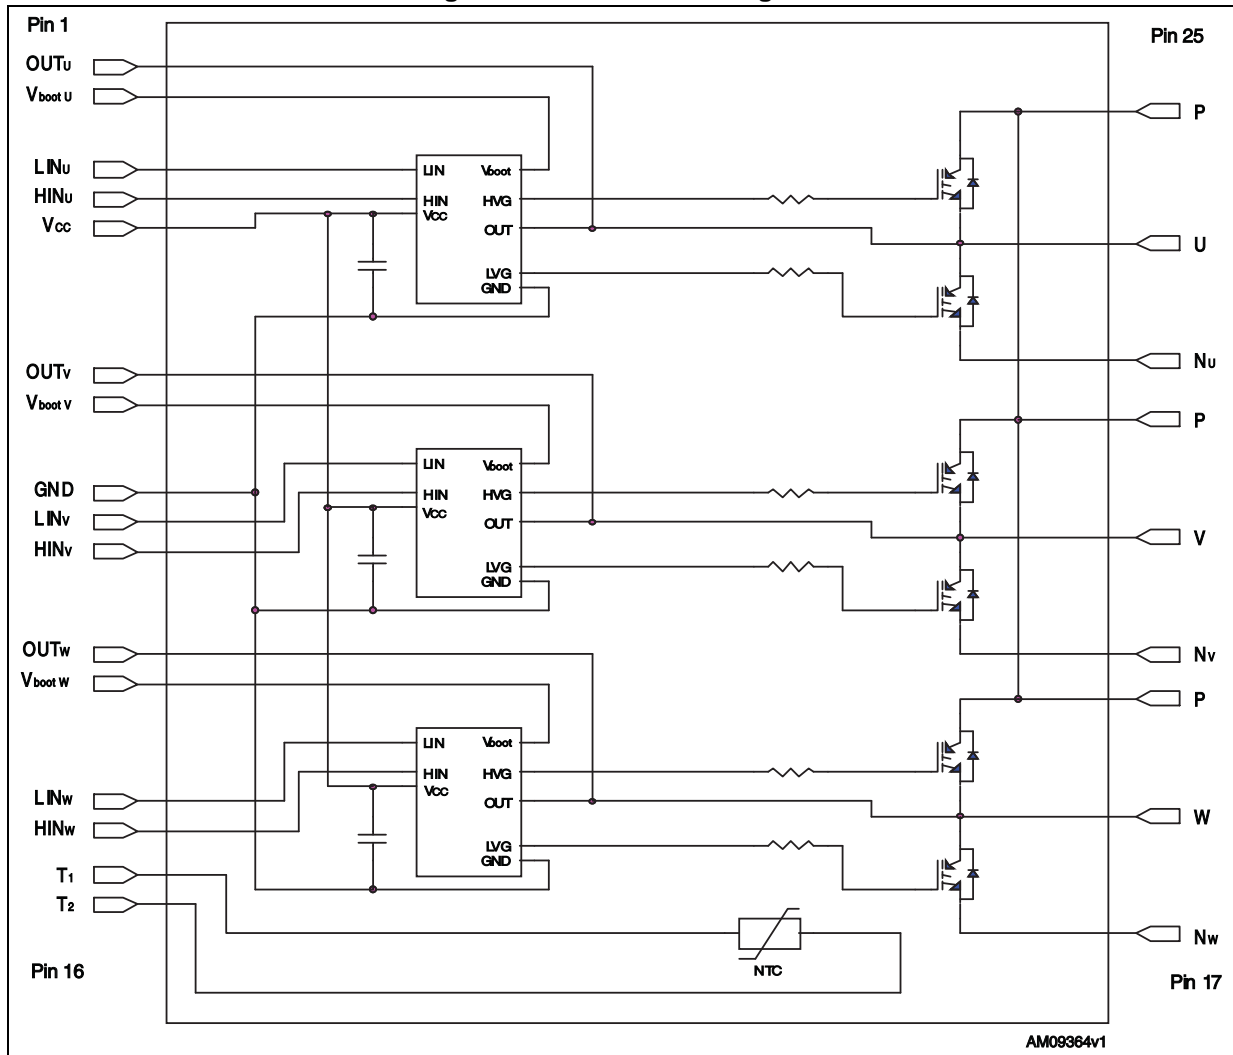 Pin 1
Pin 25
OUTU
Vboot U
P
LINU
HINU
VCC
LIN
HIN
VCC
Vboot
HVG
OUT
LVG
GND
U
NU
OUTV
Vboot V
P
GND
LINV
HINV
LIN
HIN
VCC
Vboot
HVG
OUT
LVG
GND
V
NV
OUTW
Vboot W
P
LINW
HINW
LIN
HIN
VCC
Vboot
HVG
OUT
LVG
GND
W
T1
T2
NW
NTC
Pin 16
Pin 17
AM09364v1